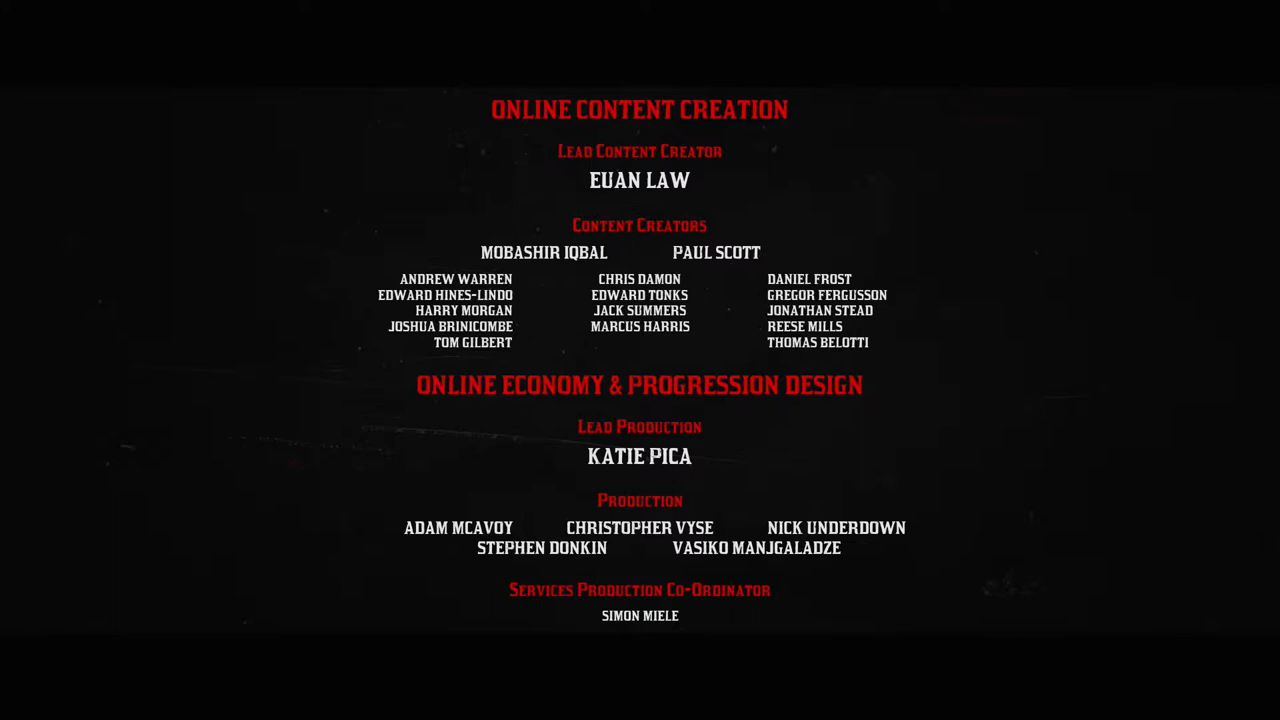 ONLINE CONTENT CREATION
LEAD CONTENT CREATOR
EUAN LAW
CONTENT CREATORS
MOBASHIR IQBAL PAUL SCOTT
ANDREW WARREN CHRIS DAMON DANIEL FROST
EDWARD HINES-LINDO EDWARD TONKS GREGOR FERGUSSON
HARRY MORGAN JACK SUMMERS JONATHAN STEAD
JOSHUA BRINICOMBE MARCUS HARRIS REESE MILLS
TOM GILBERT THOMAS BELOTTI
ONLINE ECONOMY & PROGRESSION DESIGN
LEAD PRODUCTION
KATIE PICA
PRODUCTION
ADAM MCAVOY CHRISTOPHER VYSE NICK UNDERDOWN
STEPHEN DONKIN VASIKO MANJGALADZE
SERVICES PRODUCTION CO-ORDINATOR
SIMON MIELE